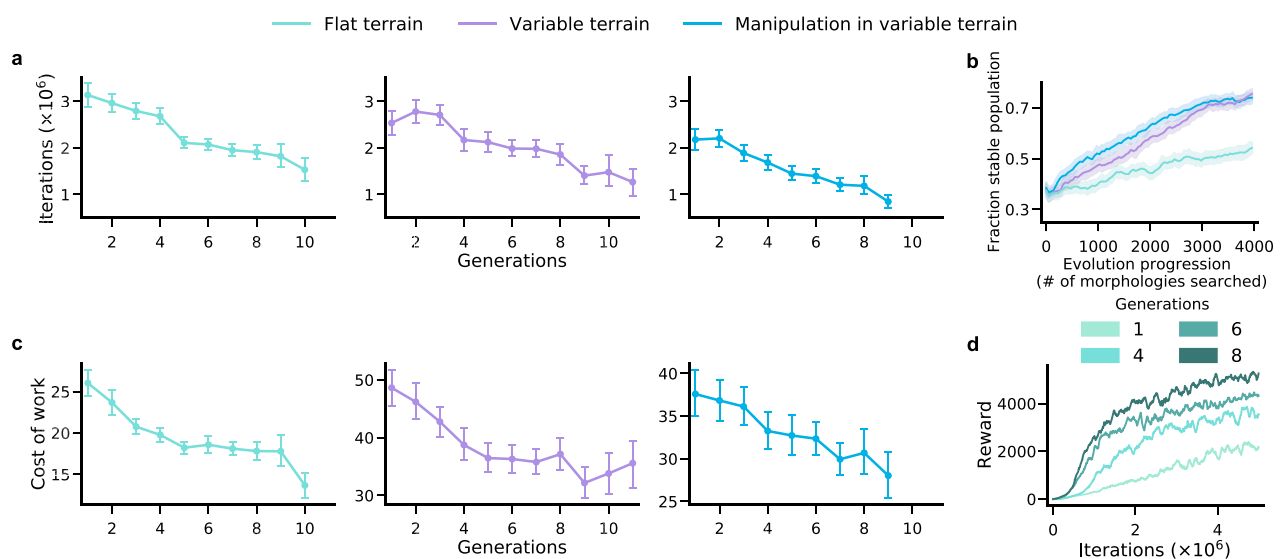 Flat terrain
Variable terrain
Manipulation in variable terrain
a
Iterations (×10⁶)
3
2
1
2 4 6 8 10
3
2
1
2 4 6 8 10
Generations
3
2
1
2 4 6 8 10
b
Fraction stable population
0.7
0.5
0.3
0 1000 2000 3000 4000
Evolution progression
(# of morphologies searched)
c
Cost of work
25
20
15
2 4 6 8 10
50
40
30
2 4 6 8 10
Generations
40
35
30
25
2 4 6 8 10
Generations
1 6
4 8
d
Reward
4000
2000
0
0 2 4
Iterations (×10⁶)